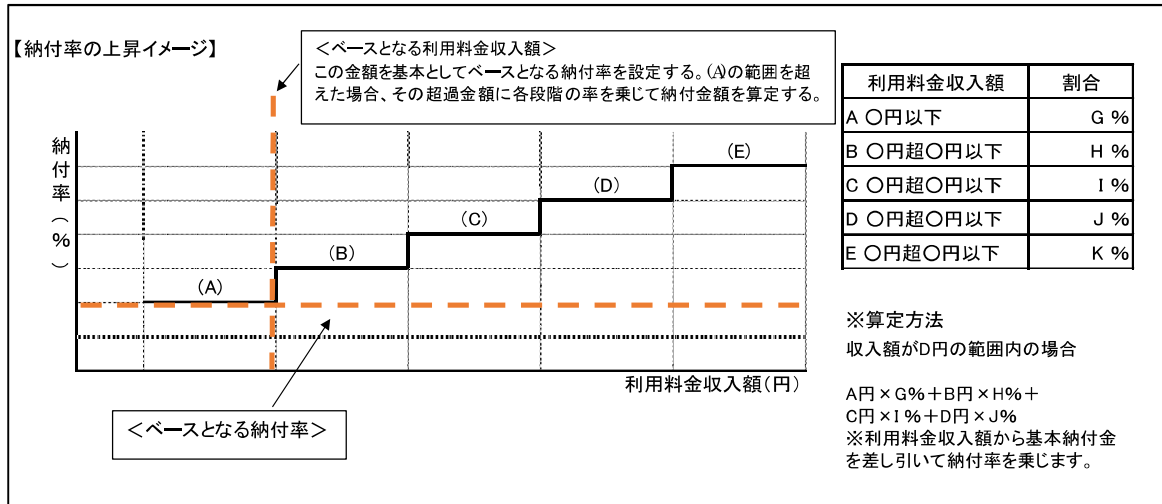 【納付率の上昇イメージ】
＜ベースとなる利用料金収入額＞
この金額を基本としてベースとなる納付率を設定する。(A)の範囲を超
えた場合、その超過金額に各段階の率を乗じて納付金額を算定する。
納付率（％）
(A)
(B)
(C)
(D)
(E)
利用料金収入額(円)
＜ベースとなる納付率＞
利用料金収入額 割合
A 〇円以下 G %
B 〇円超〇円以下 H %
C 〇円超〇円以下 I %
D 〇円超〇円以下 J %
E 〇円超〇円以下 K %
※算定方法
収入額がD円の範囲内の場合
A円×G%＋B円×H%＋
C円×I%＋D円×J%
※利用料金収入額から基本納付金
を差し引いて納付率を乗じます。